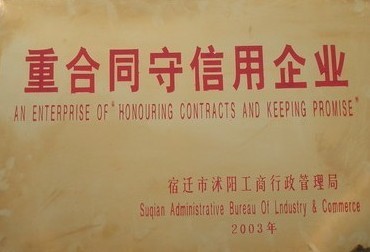 重合同守信用企业
AN ENTERPRISE OF "HONOURING CONTRACTS AND KEEPING PROMISE"
宿迁市沭阳工商行政管理局
Suqian Administrative Bureau Of Lndustry & Commerce
2003年